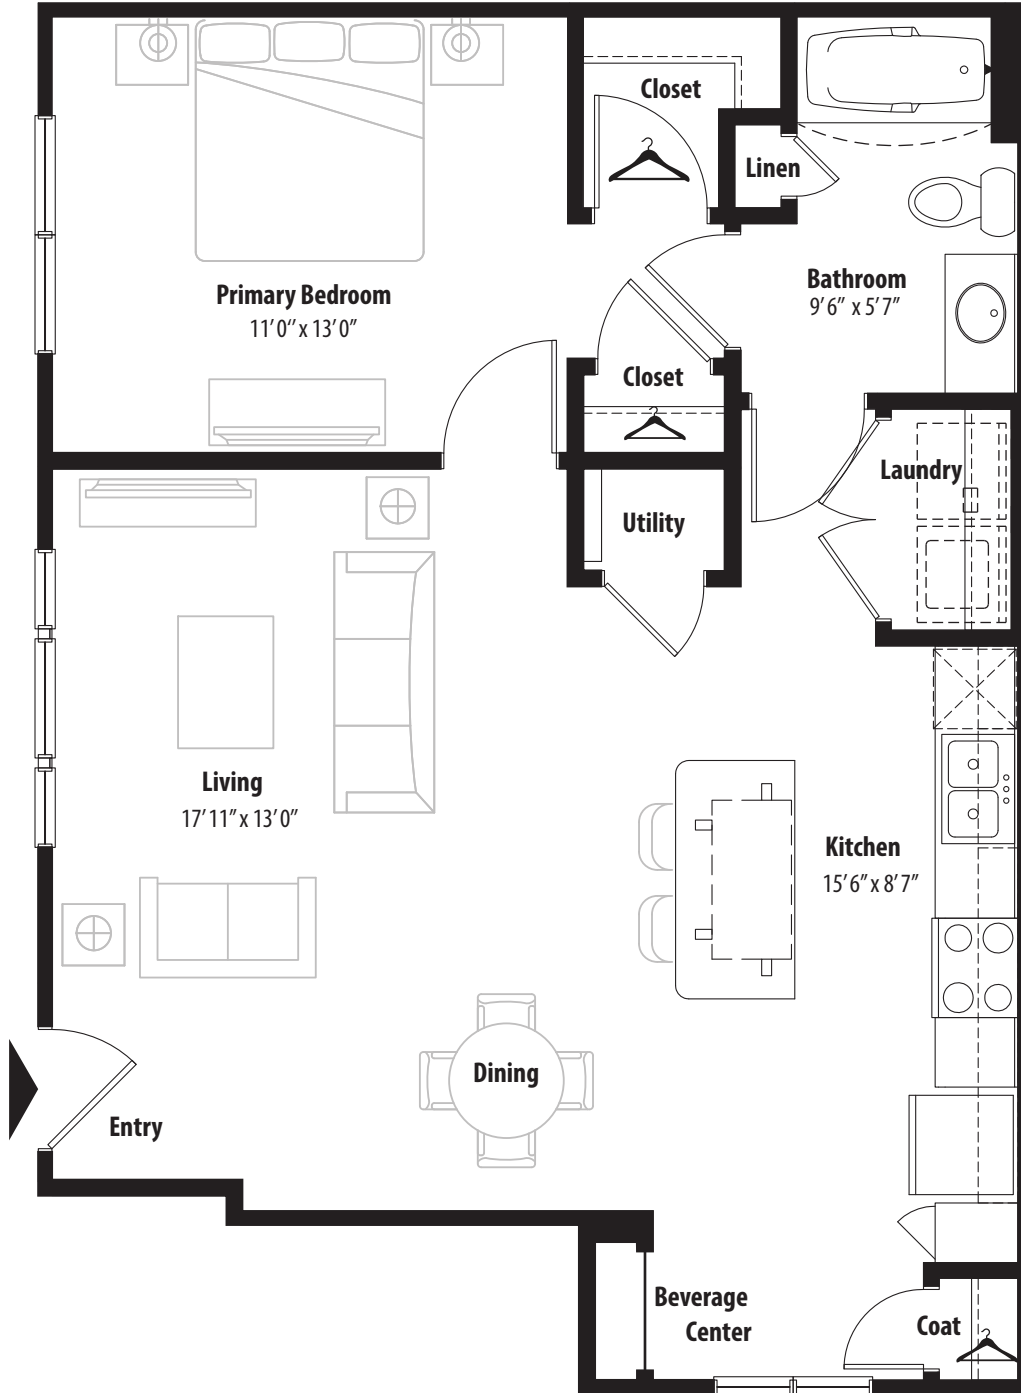 Closet
Linen
Primary Bedroom
11'0" x 13'0"
Bathroom
9'6" x 5'7"
Closet
Laundry
Utility
Living
17'11" x 13'0"
Kitchen
15'6" x 8'7"
Dining
Entry
Beverage
Center
Coat